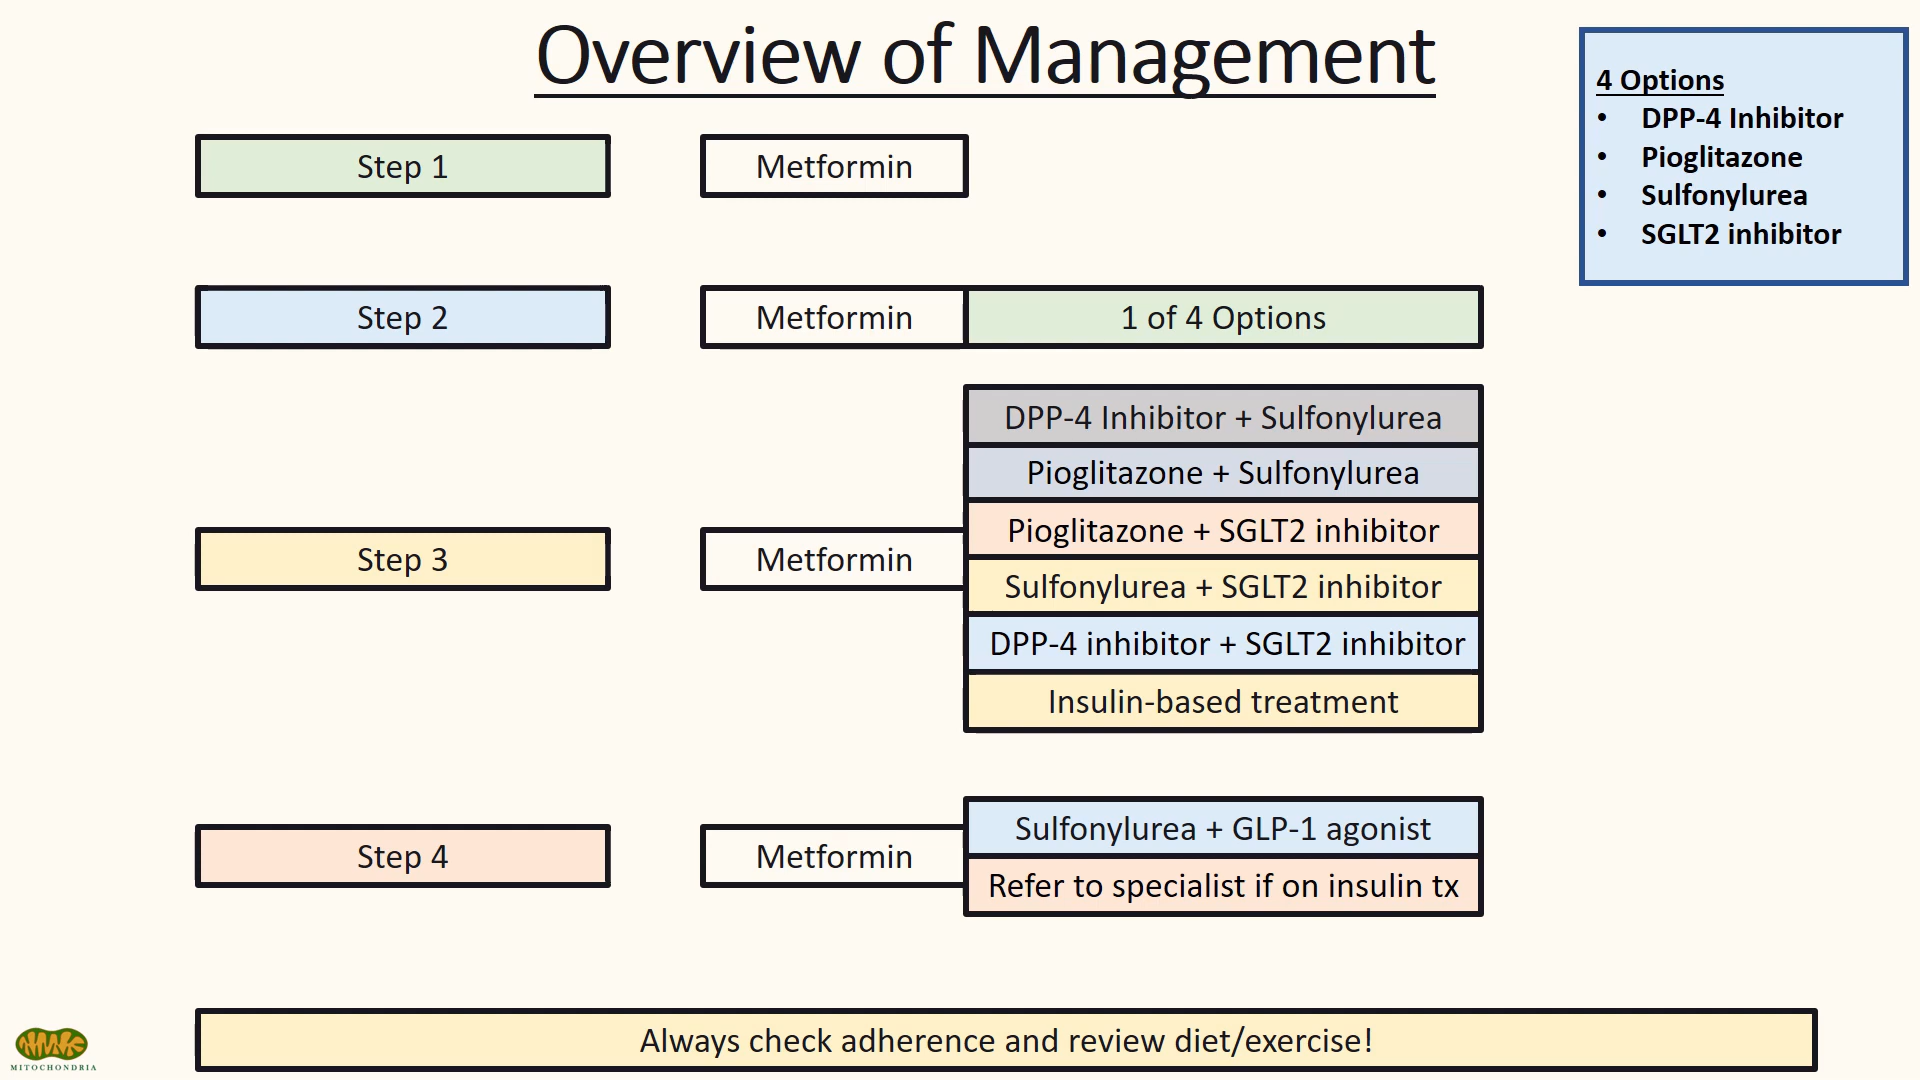 Overview of Management
4 Options
• DPP-4 Inhibitor
• Pioglitazone
• Sulfonylurea
• SGLT2 inhibitor
Step 1
Metformin
Step 2
Metformin
1 of 4 Options
Step 3
Metformin
DPP-4 Inhibitor + Sulfonylurea
Pioglitazone + Sulfonylurea
Pioglitazone + SGLT2 inhibitor
Sulfonylurea + SGLT2 inhibitor
DPP-4 inhibitor + SGLT2 inhibitor
Insulin-based treatment
Step 4
Metformin
Sulfonylurea + GLP-1 agonist
Refer to specialist if on insulin tx
Always check adherence and review diet/exercise!
MITOCHONDRIA